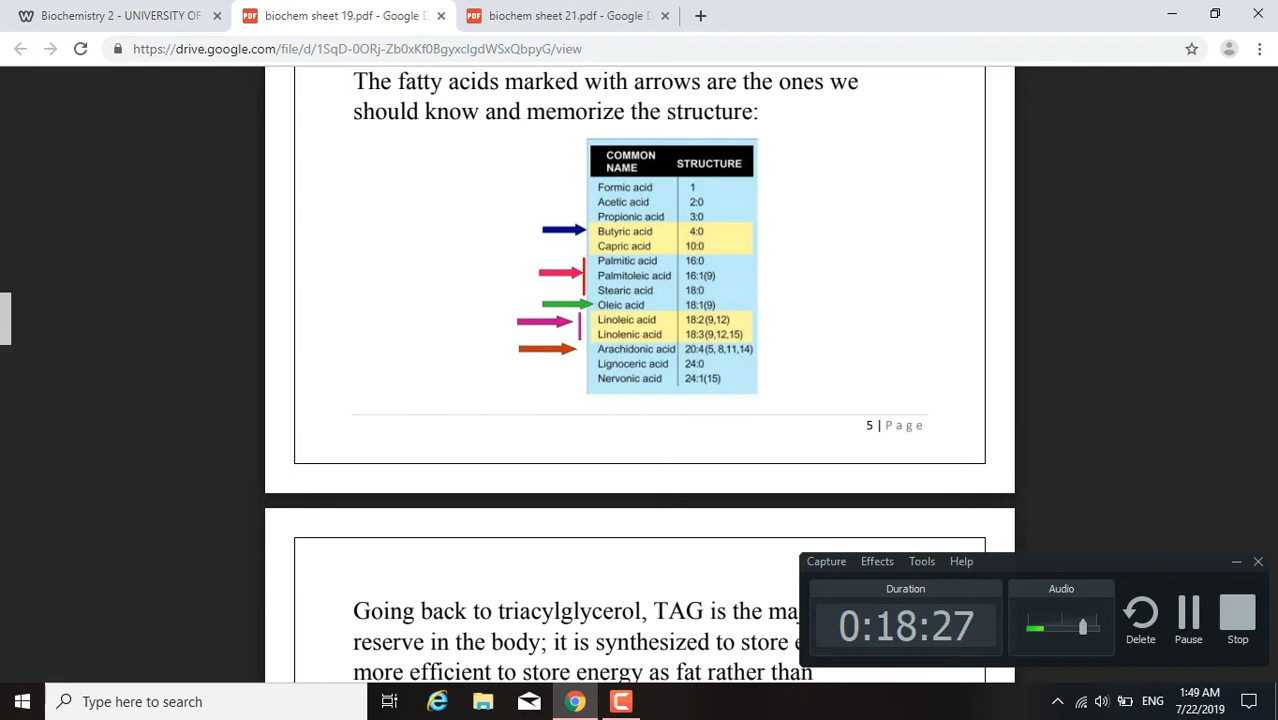 Biochemistry 2 - UNIVERSITY OF
biochem sheet 19.pdf - Google D
biochem sheet 21.pdf - Google D
https://drive.google.com/file/d/1SqD-0ORj-Zb0xKf0BgyxclgdWSxQbpyG/view
The fatty acids marked with arrows are the ones we
should know and memorize the structure:
COMMON NAME STRUCTURE
Formic acid 1
Acetic acid 2:0
Propionic acid 3:0
Butyric acid 4:0
Capric acid 10:0
Palmitic acid 16:0
Palmitoleic acid 16:1(9)
Stearic acid 18:0
Oleic acid 18:1(9)
Linoleic acid 18:2(9,12)
Linolenic acid 18:3(9,12,15)
Arachidonic acid 20:4(5, 8,11,14)
Lignoceric acid 24:0
Nervonic acid 24:1(15)
5 | Page
Going back to triacylglycerol, TAG is the
reserve in the body; it is synthesized to store
more efficient to store energy as fat rather than
Capture Effects Tools Help
Duration Audio
0:18:27
Delete Pause Stop
Type here to search
ENG
1:49 AM
7/22/2019